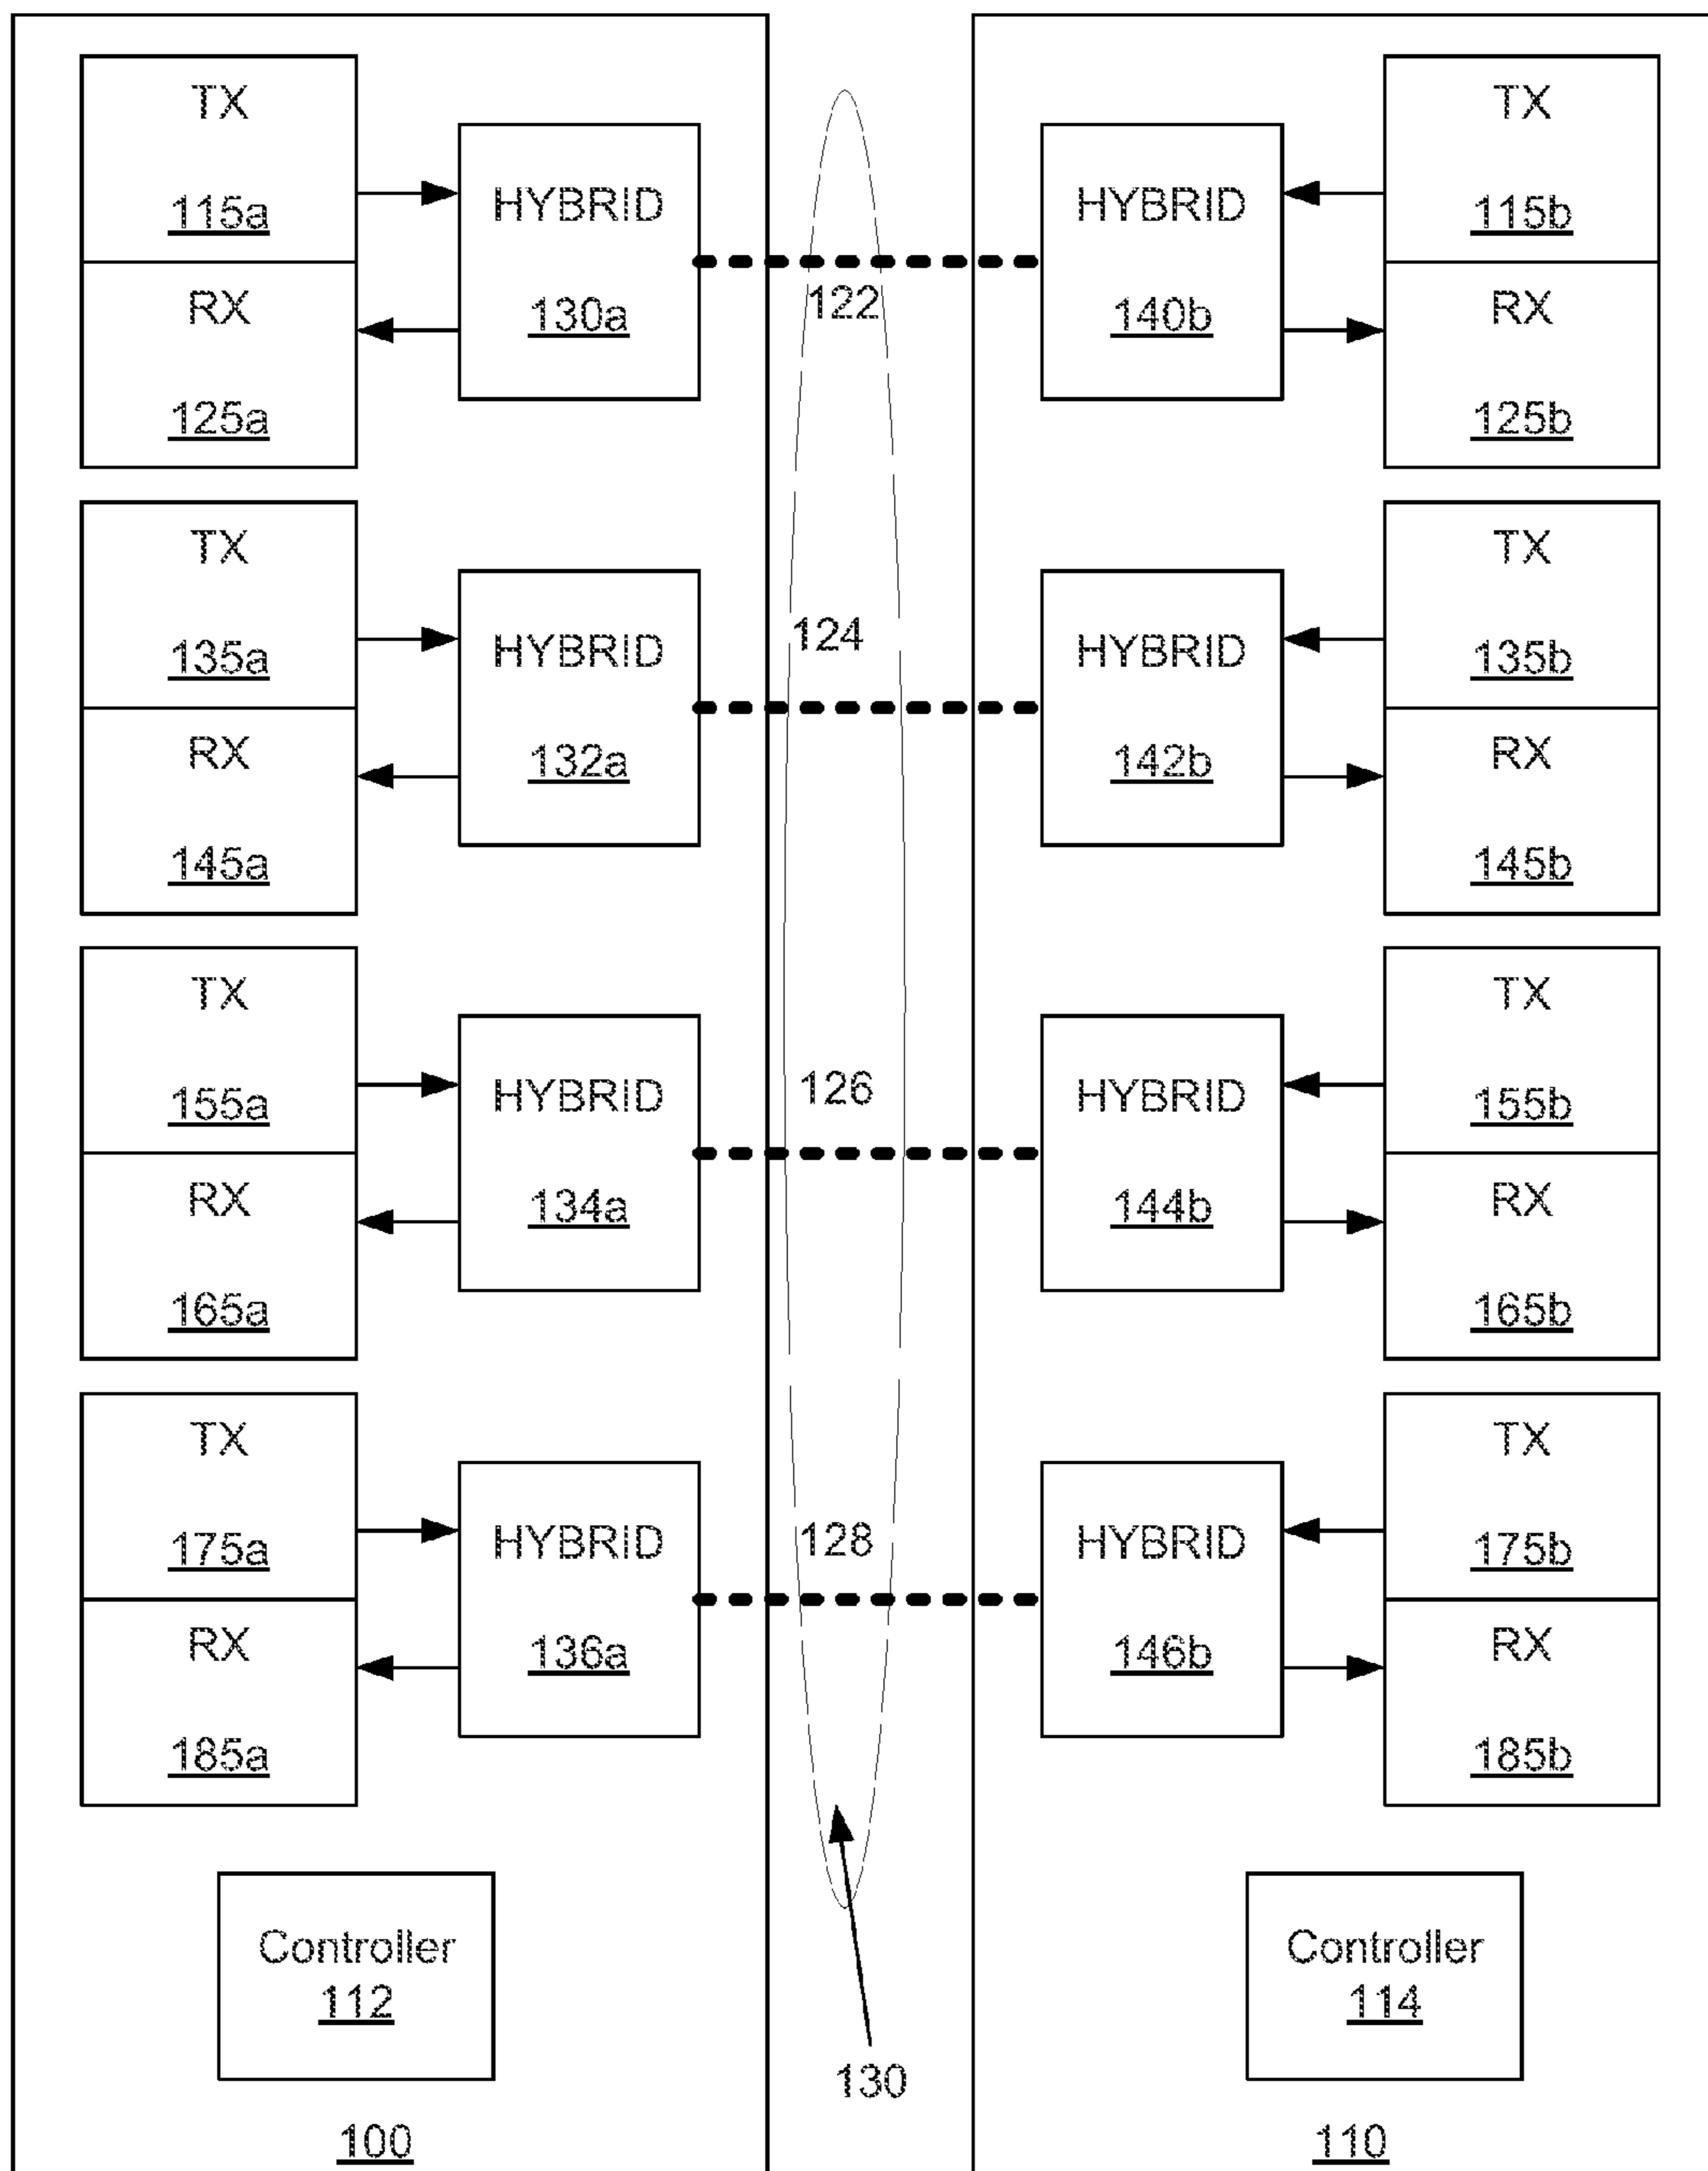 TX
115a
RX
125a
HYBRID
130a
122
HYBRID
140b
TX
115b
RX
125b
TX
135a
RX
145a
HYBRID
132a
124
HYBRID
142b
TX
135b
RX
145b
TX
155a
RX
165a
HYBRID
134a
126
HYBRID
144b
TX
155b
RX
165b
TX
175a
RX
185a
HYBRID
136a
128
HYBRID
146b
TX
175b
RX
185b
Controller
112
100
130
Controller
114
110